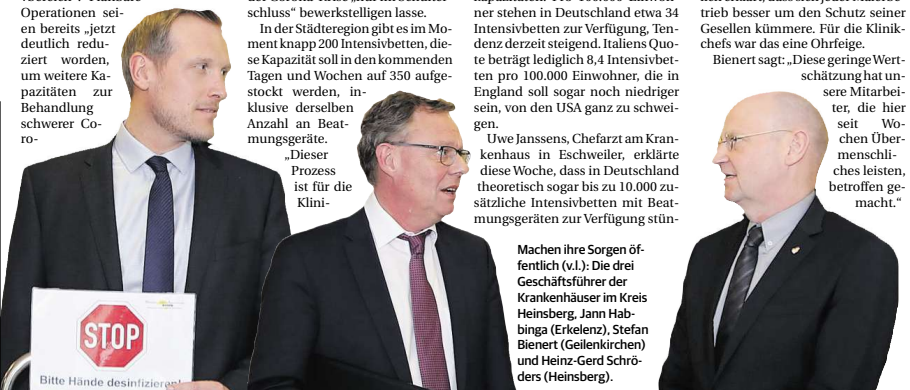 Operationen sei-
en bereits „jetzt
deutlich redu-
ziert worden,
um weitere Ka-
pazitäten zur
Behandlung
schwerer Co-
ro-
schluss“ bewerkstelligen lasse.
In der Städteregion gibt es im Mo-
ment knapp 200 Intensivbetten, die-
se Kapazität soll in den kommenden
Tagen und Wochen auf 350 aufge-
stockt werden, in-
klusive derselben
Anzahl an Beat-
mungsgeräte.
„Dieser
Prozess
ist für die
Klini-
ner stehen in Deutschland etwa 34
Intensivbetten zur Verfügung, Ten-
denz derzeit steigend. Italiens Quo-
te beträgt lediglich 8,4 Intensivbet-
ten pro 100.000 Einwohner, die in
England soll sogar noch niedriger
sein, von den USA ganz zu schwei-
gen.
Uwe Janssens, Chefarzt am Kran-
kenhaus in Eschweiler, erklärte
diese Woche, dass in Deutschland
theoretisch sogar bis zu 10.000 zu-
sätzliche Intensivbetten mit Beat-
mungsgeräten zur Verfügung stün-
trieb besser um den Schutz seiner
Gesellen kümmere. Für die Klinik-
chefs war das eine Ohrfeige.
Bienert sagt: „Diese geringe Wert-
schätzung hat un-
sere Mitarbei-
ter, die hier
seit Wo-
chen Über-
menschli-
ches leisten,
betroffen ge-
macht.“
Machen ihre Sorgen öf-
fentlich (v.l.): Die drei
Geschäftsführer der
Krankenhäuser im Kreis
Heinsberg, Jann Hab-
binga (Erkelenz), Stefan
Bienert (Geilenkirchen)
und Heinz-Gerd Schrö-
ders (Heinsberg).
STOP
Bitte Hände desinfizieren!